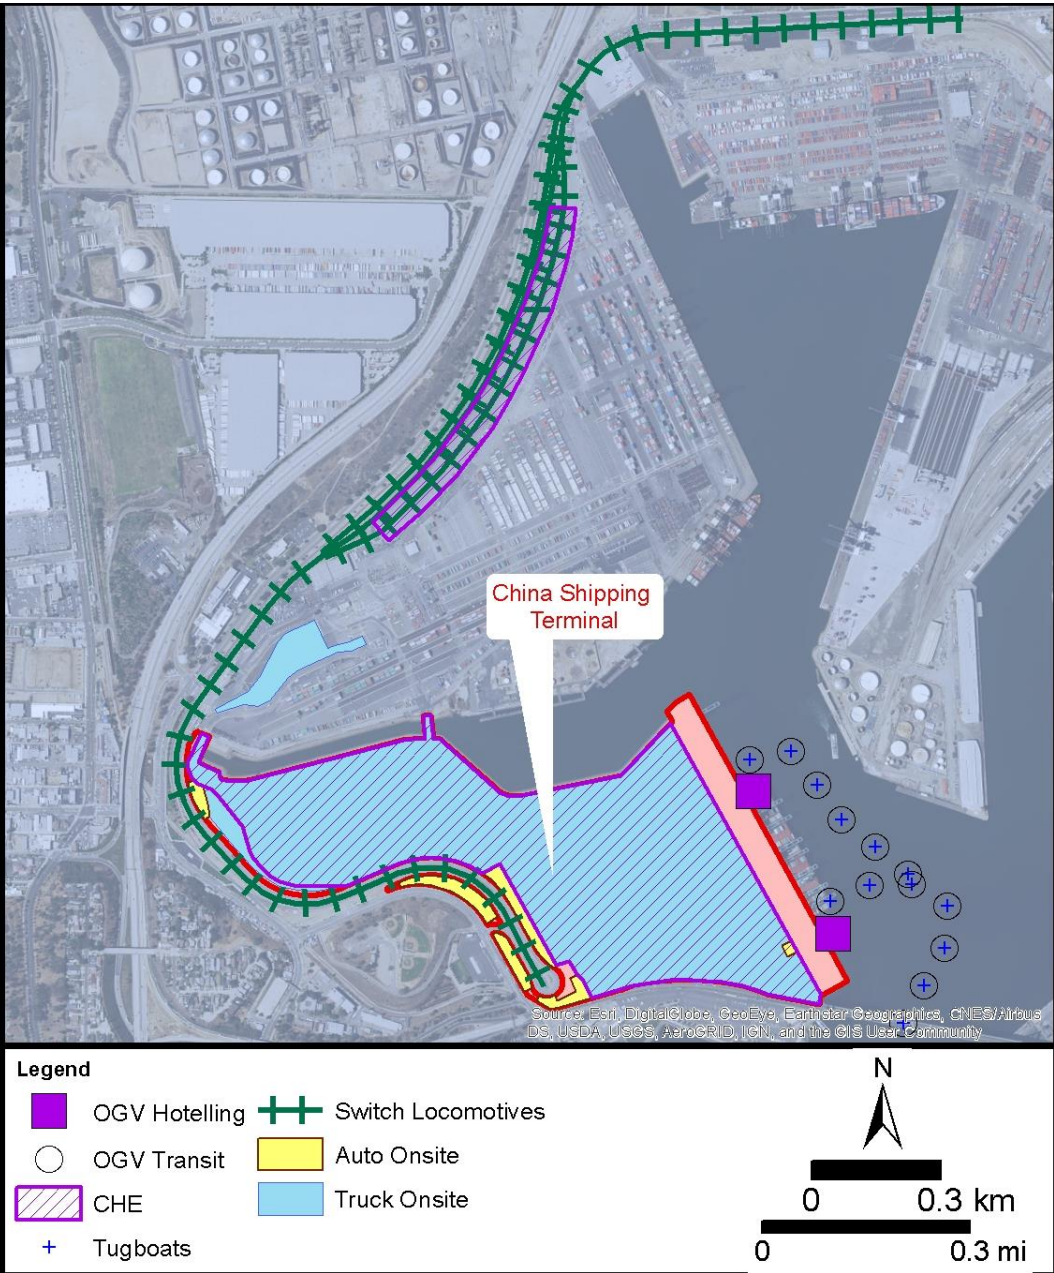 China Shipping
Terminal
Source: Esri, DigitalGlobe, GeoEye, Earthstar Geographics, CNES/Airbus
DS, USDA, USGS, AeroGRID, IGN, and the GIS User Community
Legend
OGV Hotelling
Switch Locomotives
OGV Transit
Auto Onsite
CHE
Truck Onsite
Tugboats
N
0 0.3 km
0 0.3 mi